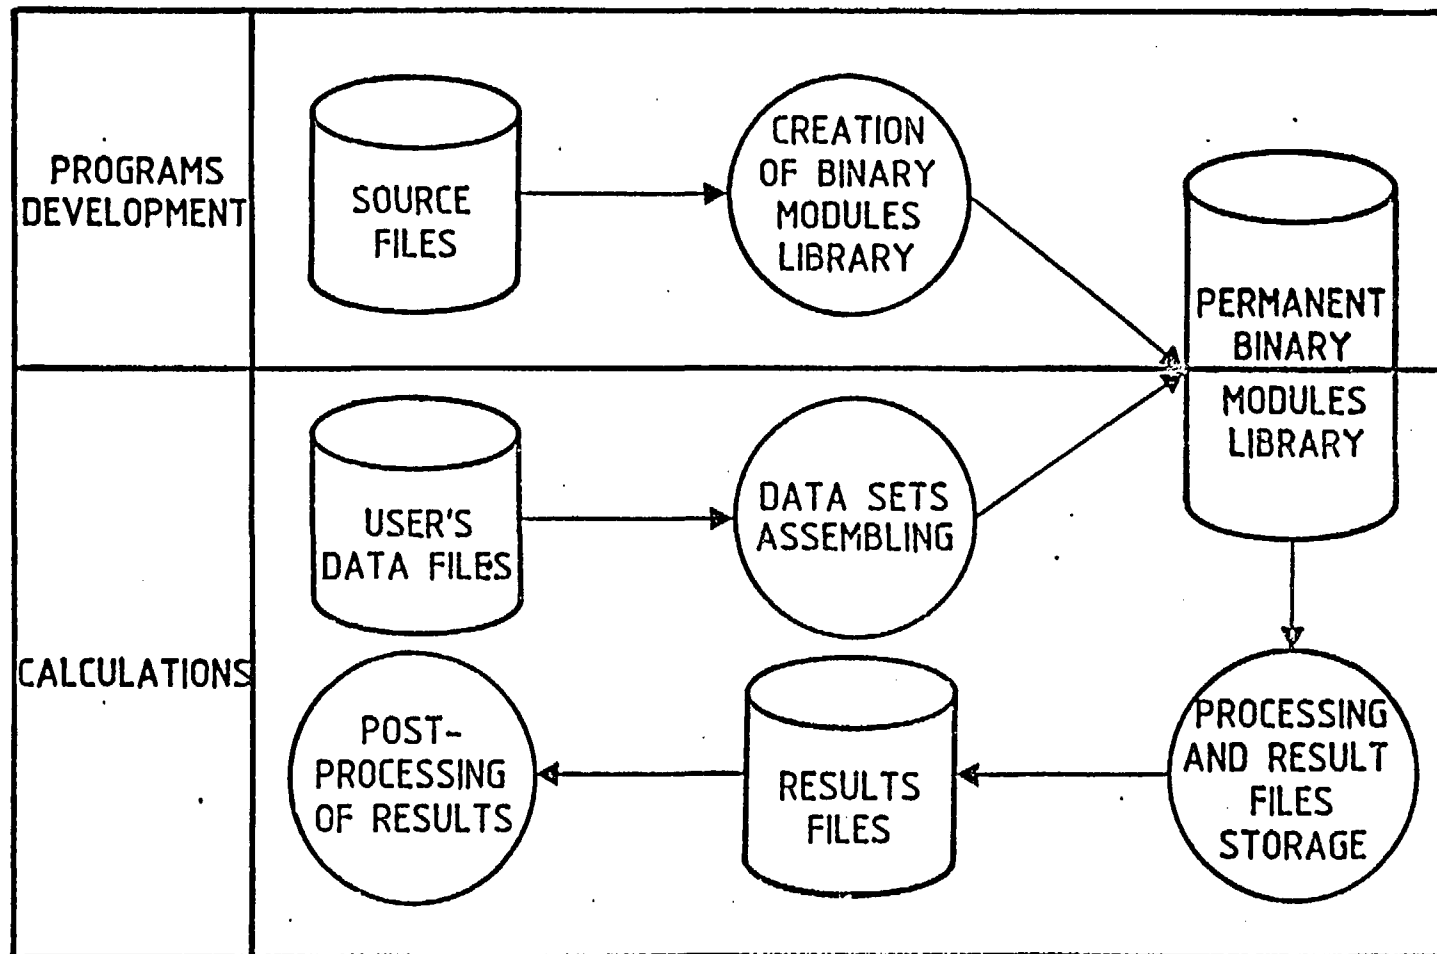 PROGRAMS
DEVELOPMENT
SOURCE
FILES
CREATION
OF BINARY
MODULES
LIBRARY
PERMANENT
BINARY
MODULES
LIBRARY
CALCULATIONS
USER'S
DATA FILES
DATA SETS
ASSEMBLING
POST-
PROCESSING
OF RESULTS
RESULTS
FILES
PROCESSING
AND RESULT
FILES
STORAGE